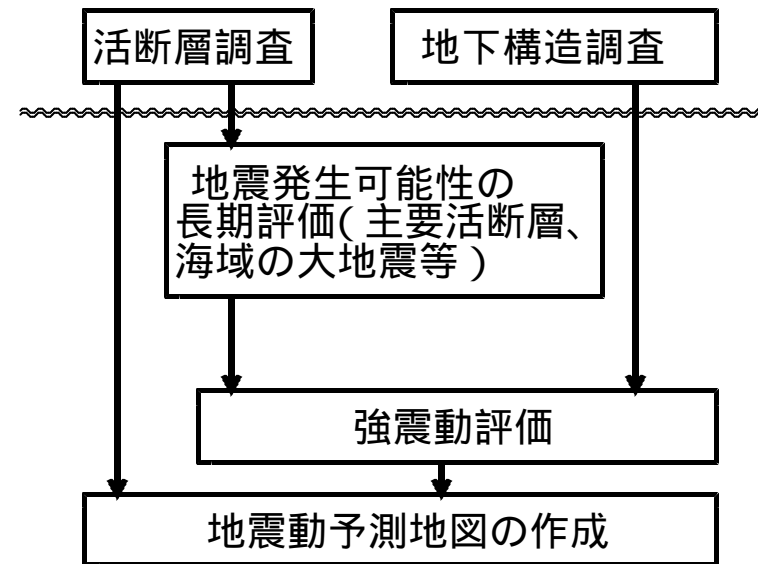 活断層調査
地下構造調査
地震発生可能性の
長期評価(主要活断層、
海域の大地震等)
強震動評価
地震動予測地図の作成